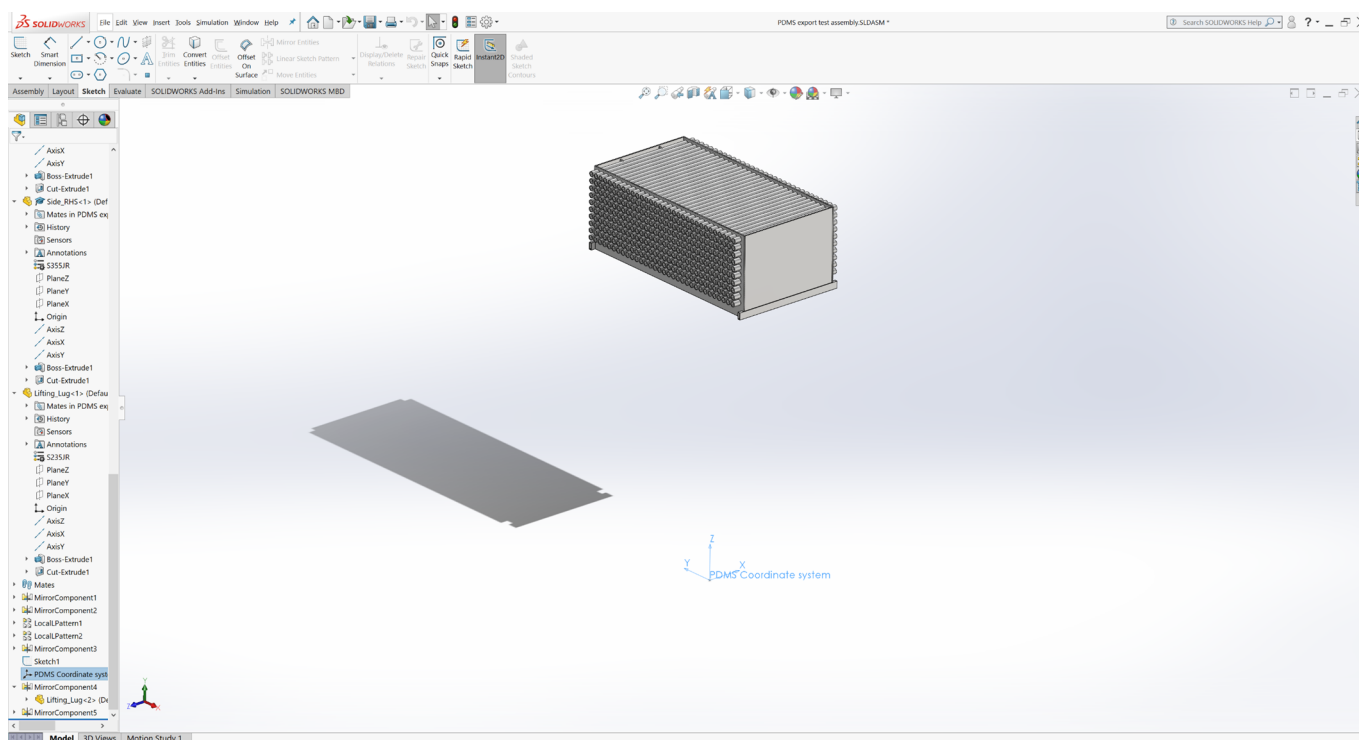 SOLIDWORKS File Edit View Insert Tools Simulation Window Help PDMS export test assembly.SLDASM * Search SOLIDWORKS Help
Sketch Smart Dimension Trim Entities Convert Entities Offset Entities Offset On Surface Mirror Entities Linear Sketch Pattern Move Entities Display/Delete Relations Repair Sketch Quick Snaps Rapid Sketch Instant2D Shaded Sketch Contours
Assembly Layout Sketch Evaluate SOLIDWORKS Add-Ins Simulation SOLIDWORKS MBD
AxisX
AxisY
Boss-Extrude1
Cut-Extrude1
Side_RHS<1> (Def
Mates in PDMS ex
History
Sensors
Annotations
S355JR
PlaneZ
PlaneY
PlaneX
Origin
AxisZ
AxisX
AxisY
Boss-Extrude1
Cut-Extrude1
Lifting_Lug<1> (Defau
Mates in PDMS ex
History
Sensors
Annotations
S235JR
PlaneZ
PlaneY
PlaneX
Origin
AxisZ
AxisX
AxisY
Boss-Extrude1
Cut-Extrude1
Mates
MirrorComponent1
MirrorComponent2
LocalLPattern1
LocalLPattern2
MirrorComponent3
Sketch1
PDMS Coordinate syst
MirrorComponent4
Lifting_Lug<2> (De
MirrorComponent5
Z
Y X
PDMS Coordinate system
Y
Z X
Model 3D Views Motion Study 1